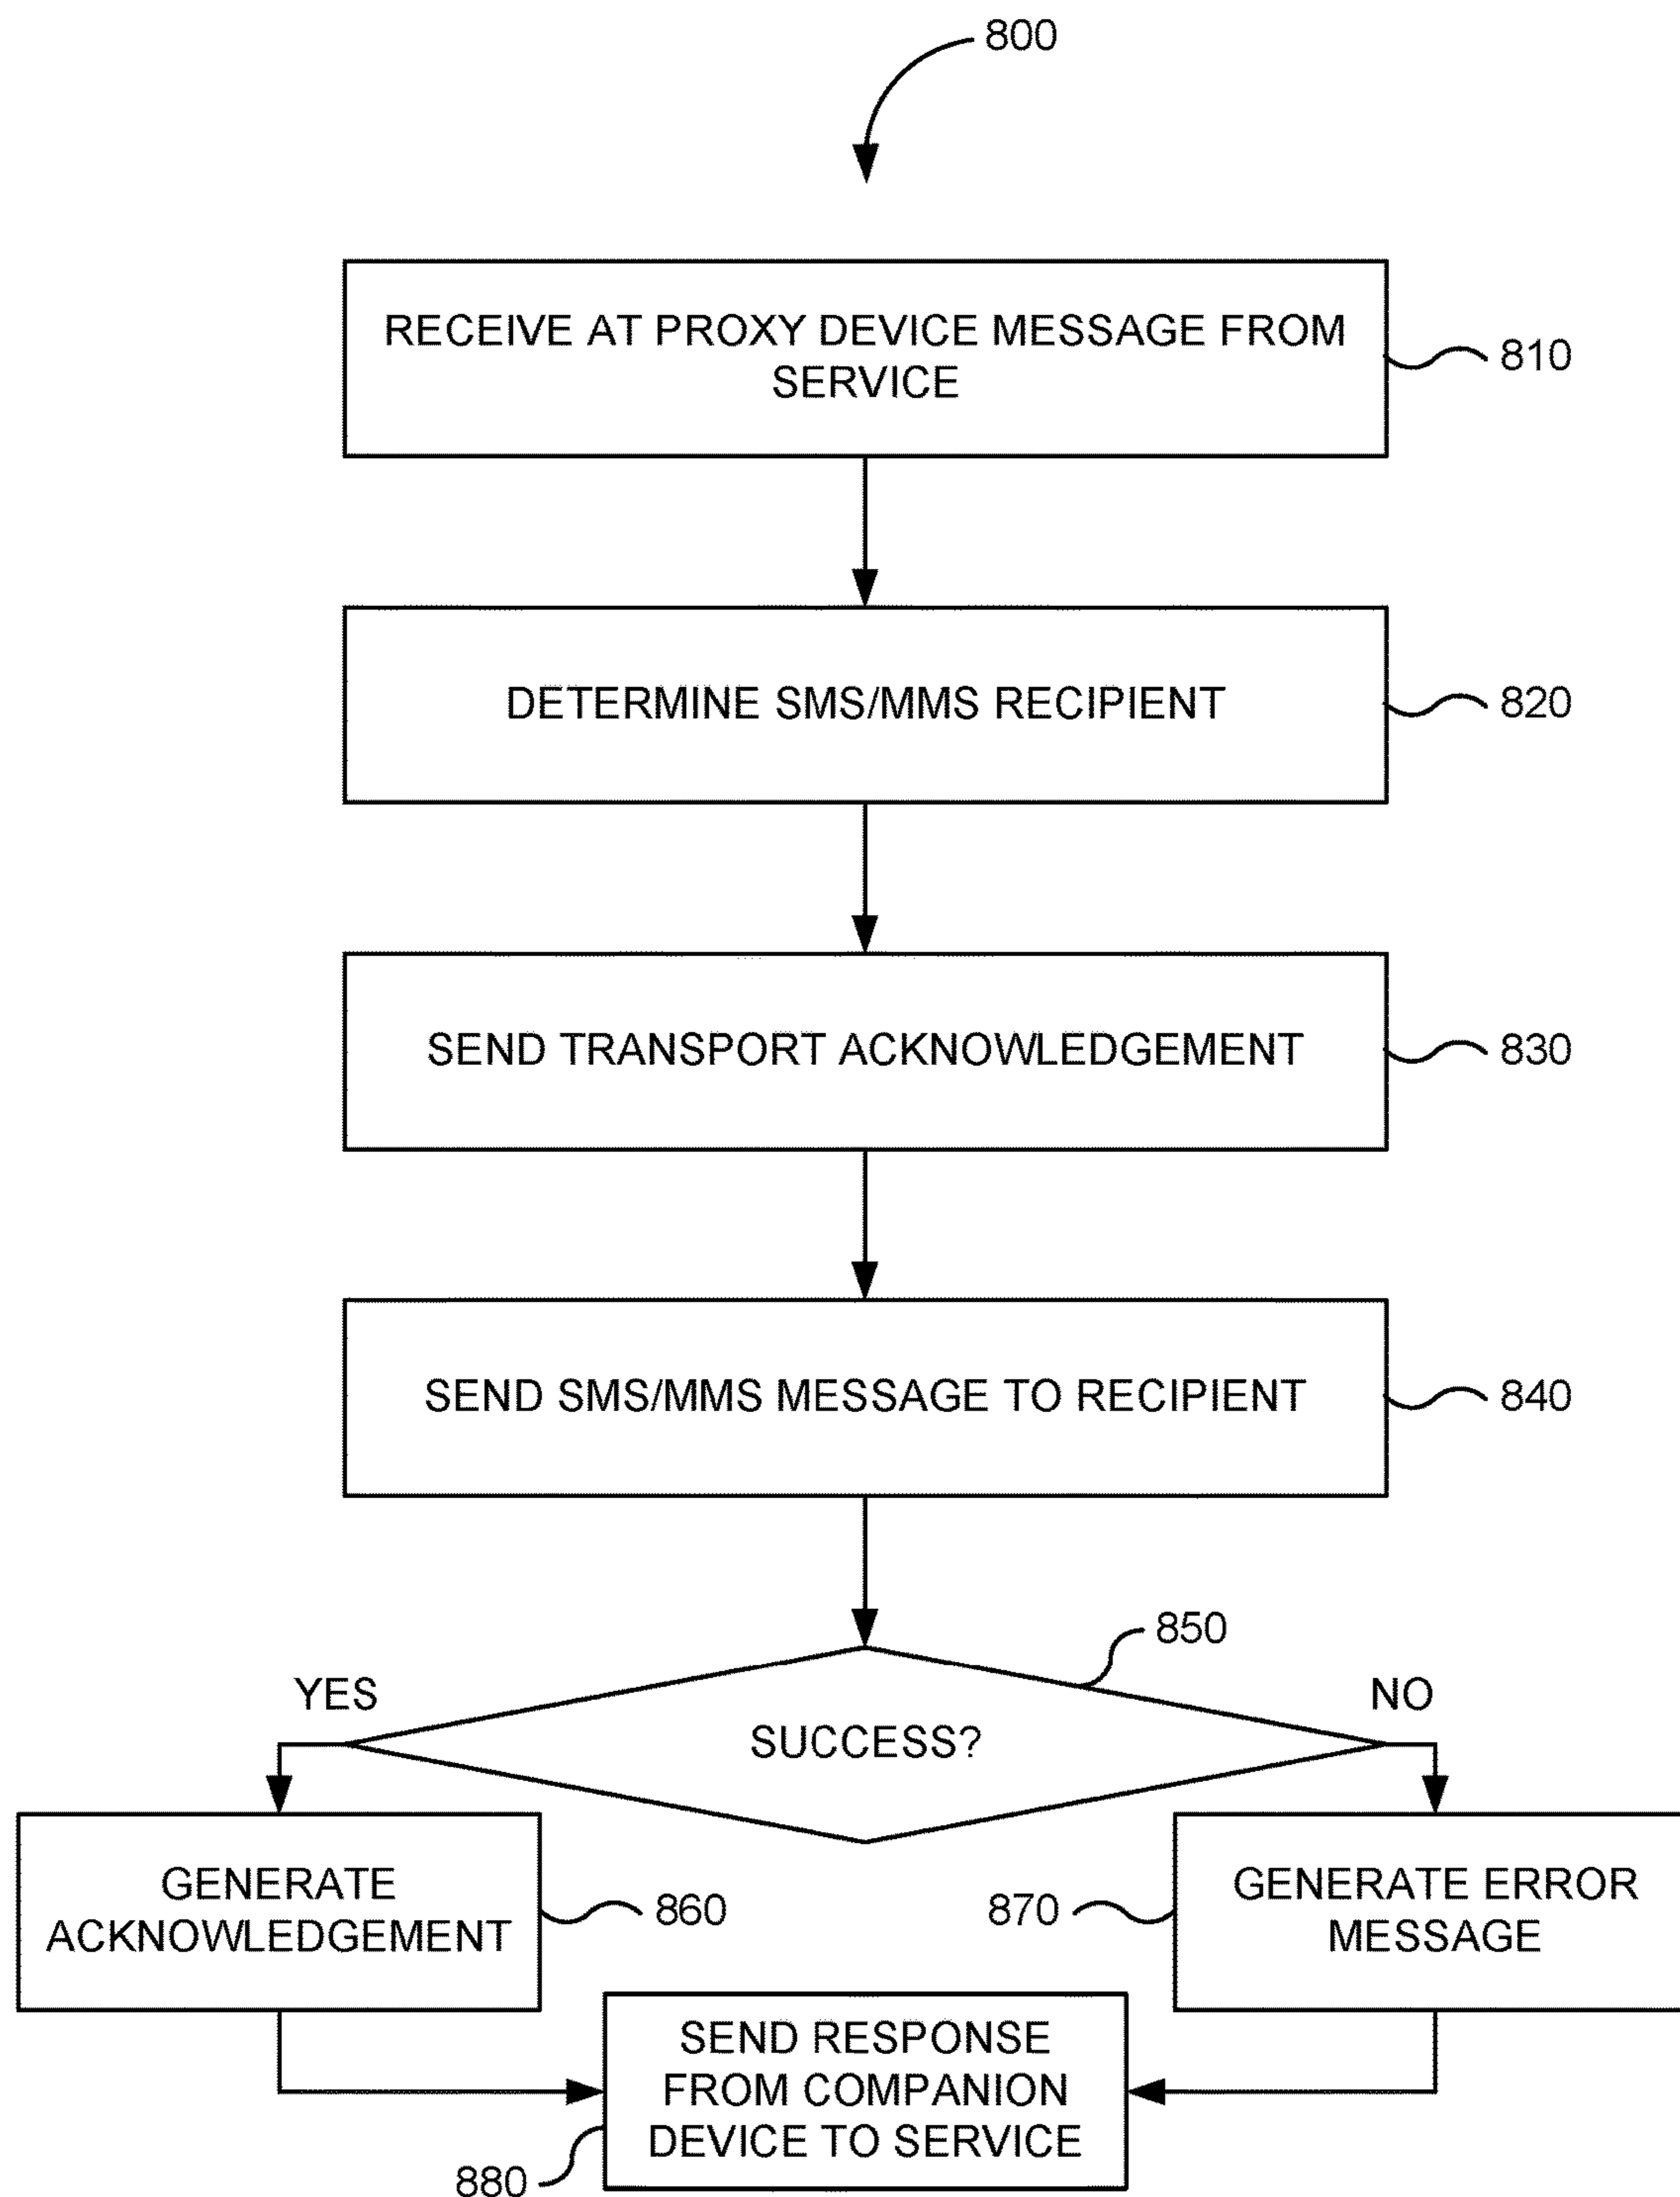 800
RECEIVE AT PROXY DEVICE MESSAGE FROM
SERVICE
810
DETERMINE SMS/MMS RECIPIENT
820
SEND TRANSPORT ACKNOWLEDGEMENT
830
SEND SMS/MMS MESSAGE TO RECIPIENT
840
850
YES
NO
SUCCESS?
GENERATE
ACKNOWLEDGEMENT
860
870
GENERATE ERROR
MESSAGE
SEND RESPONSE
FROM COMPANION
DEVICE TO SERVICE
880